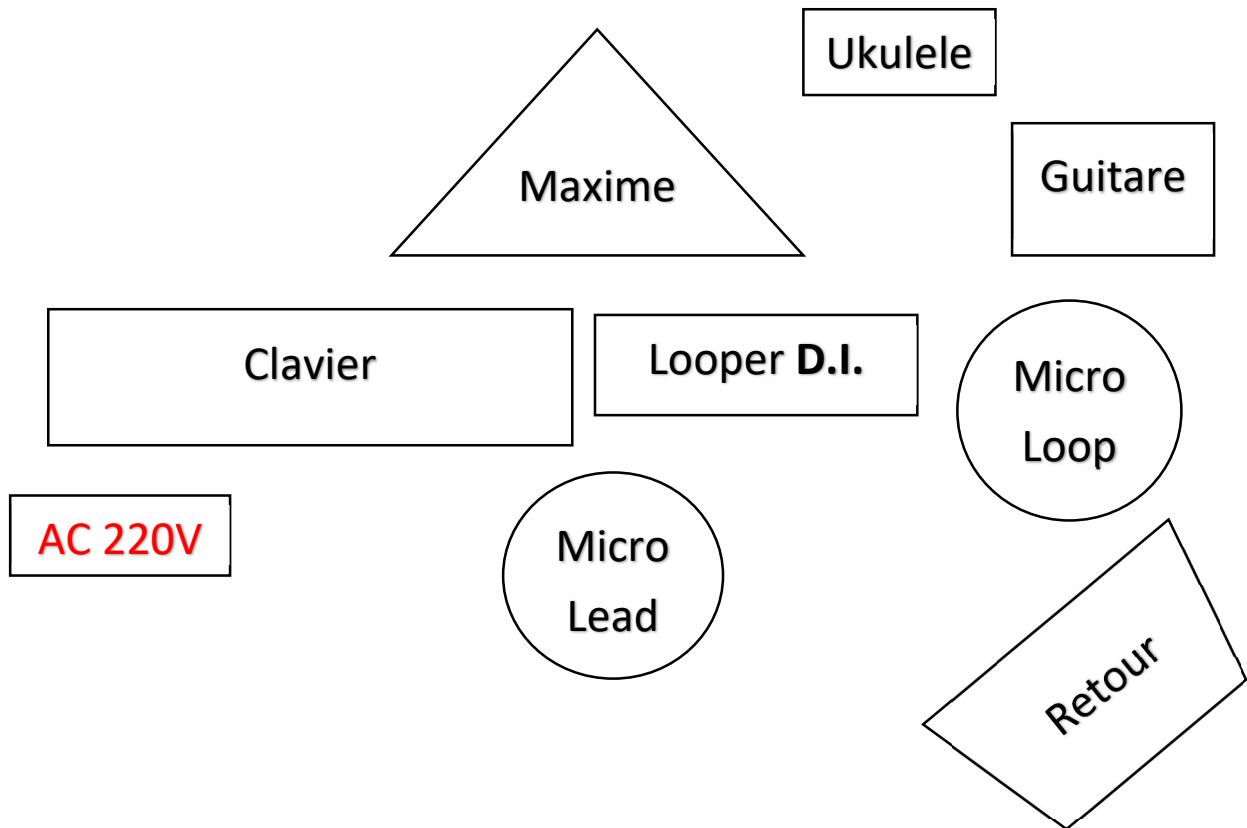 Ukulele
Maxime
Guitare
Clavier
Looper D.I.
Micro
Loop
AC 220V
Micro
Lead
Retour